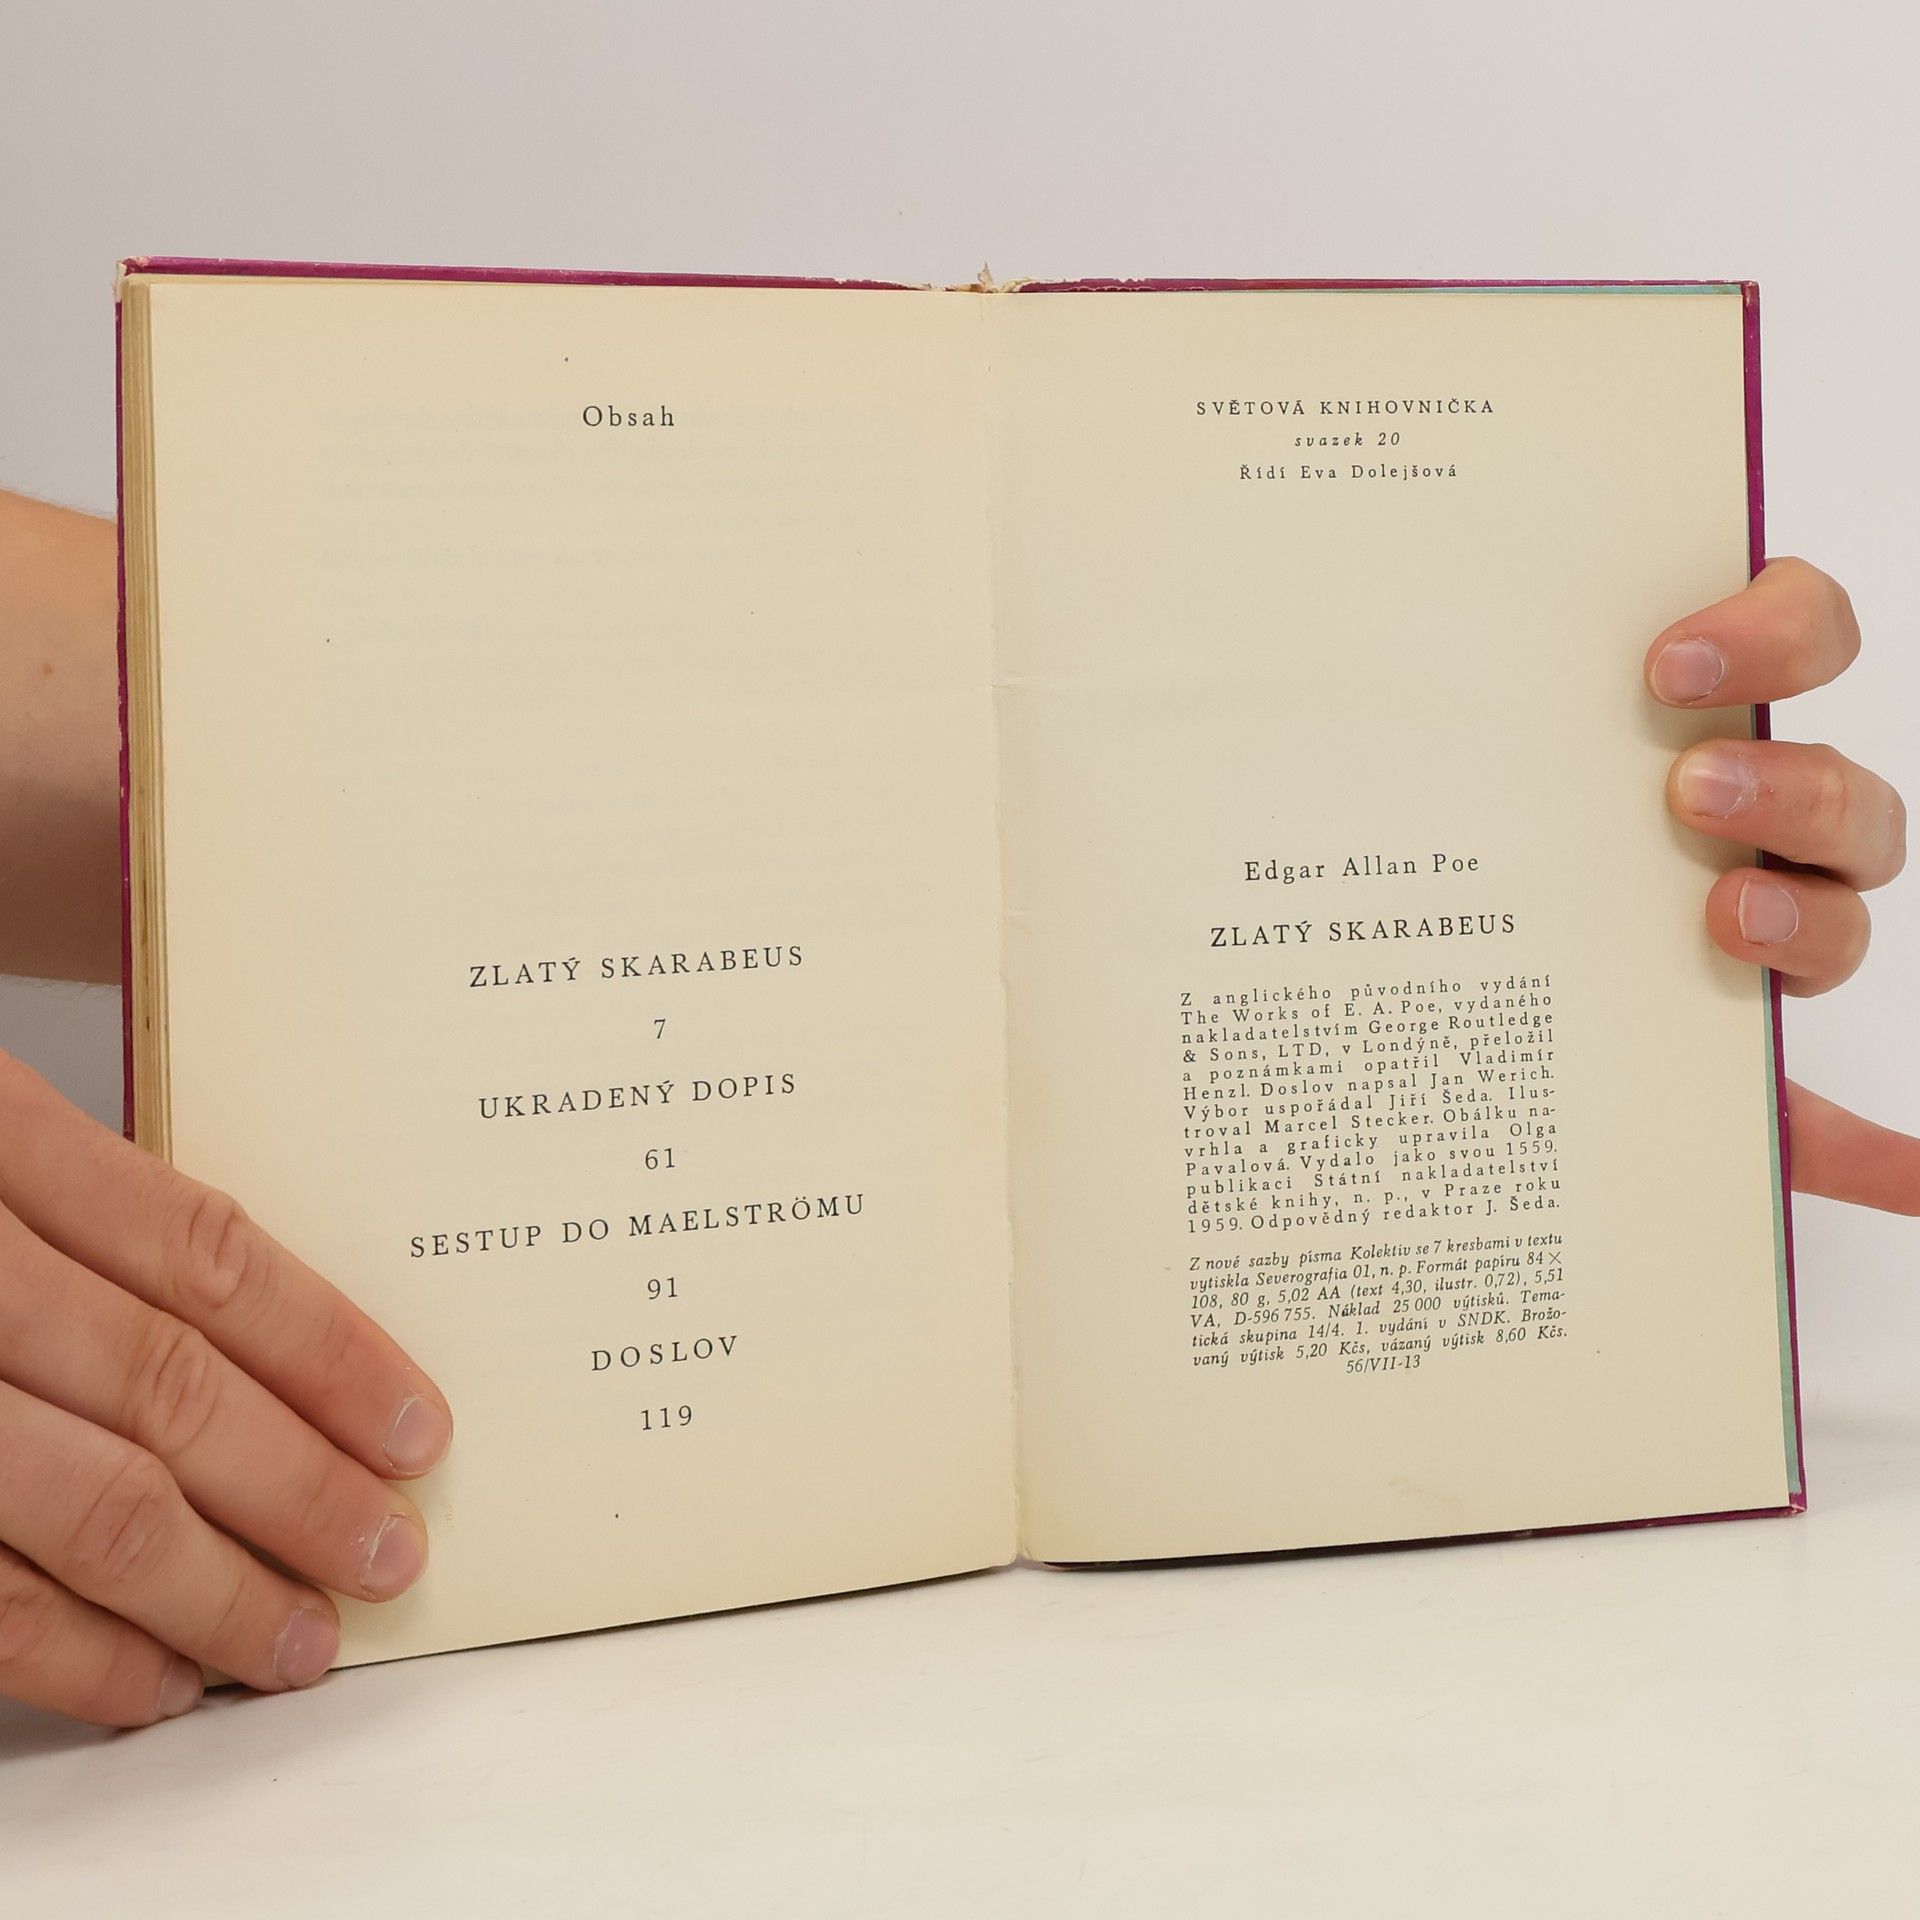 Obsah
ZLATÝ SKARABEUS
7
UKRADENÝ DOPIS
61
SESTUP DO MAELSTRÖMU
91
DOSLOV
119
SVĚTOVÁ KNIHOVNIČKA
svazek 20
Řídí Eva Dolejšová
Edgar Allan Poe
ZLATÝ SKARABEUS
Z anglického původního vydání
The Works of E. A. Poe, vydaného
nakladatelstvím George Routledge
& Sons, LTD, v Londýně, přeložil
a poznámkami opatřil Vladimír
Henzl. Doslov napsal Jan Werich.
Výbor uspořádal Jiří Šeda. Ilus-
troval Marcel Stecker. Obálku na-
vrhla a graficky upravila Olga
Pavalová. Vydalo jako svou 1559.
publikaci Státní nakladatelství
dětské knihy, n. p., v Praze roku
1959. Odpovědný redaktor J. Šeda.
Z nové sazby písma Kolektiv se 7 kresbami v textu
vytiskla Severografia 01, n. p. Formát papíru 84 ×
108, 80 g, 5,02 AA (text 4,30, ilustr. 0,72), 5,51
VA, D-596 755. Náklad 25 000 výtisků. Tema-
tická skupina 14/4. 1. vydání v SNDK. Brožo-
vaný výtisk 5,20 Kčs, vázaný výtisk 8,60 Kčs.
56/VII-13